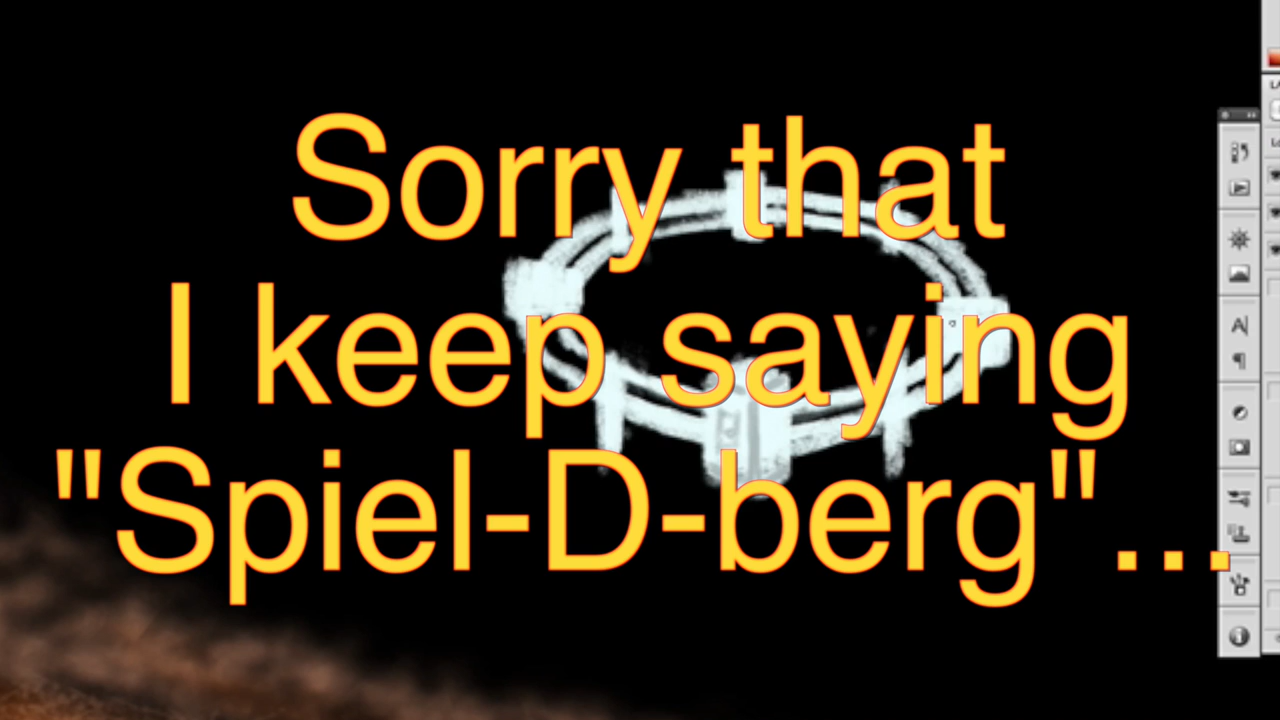 Sorry that
I keep saying
"Spiel-D-berg" ...